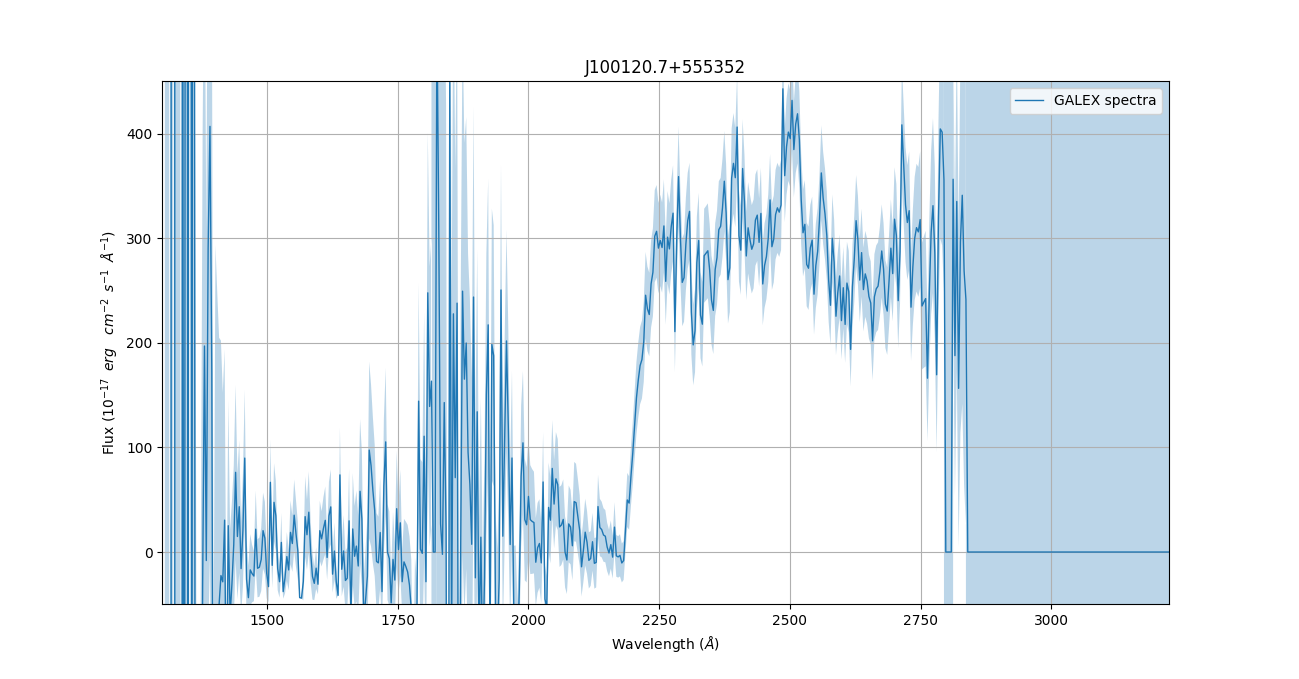 J100120.7+555352
GALEX spectra
Flux (10⁻¹⁷ erg cm⁻² s⁻¹ Å⁻¹)
400
300
200
100
0
1500 1750 2000 2250 2500 2750 3000
Wavelength (Å)